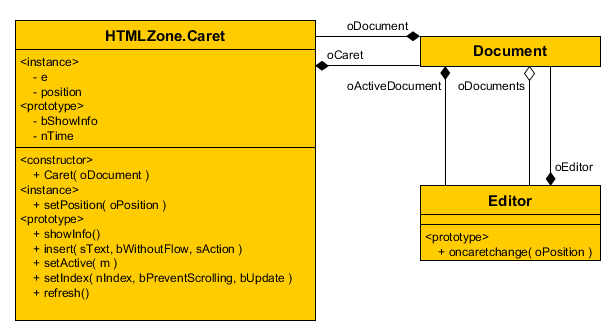 HTMLZone.Caret
<instance>
- e
- position
<prototype>
- bShowInfo
- nTime
<constructor>
+ Caret( oDocument )
<instance>
+ setPosition( oPosition )
<prototype>
+ showInfo()
+ insert( sText, bWithoutFlow, sAction )
+ setActive( m )
+ setIndex( nIndex, bPreventScrolling, bUpdate )
+ refresh()
oDocument
oCaret
Document
oActiveDocument
oDocuments
oEditor
Editor
<prototype>
+ oncaretchange( oPosition )